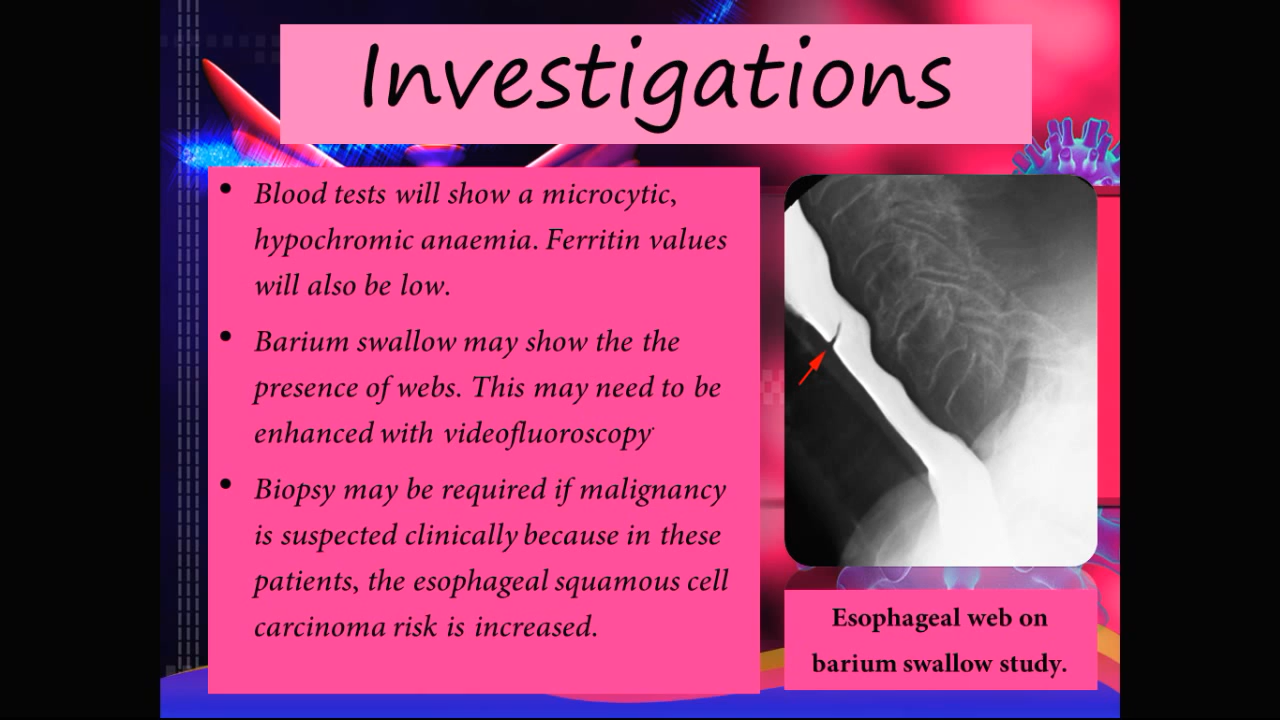 Investigations
• Blood tests will show a microcytic,
hypochromic anaemia. Ferritin values
will also be low.
• Barium swallow may show the the
presence of webs. This may need to be
enhanced with videofluoroscopy.
• Biopsy may be required if malignancy
is suspected clinically because in these
patients, the esophageal squamous cell
carcinoma risk is increased.
Esophageal web on
barium swallow study.